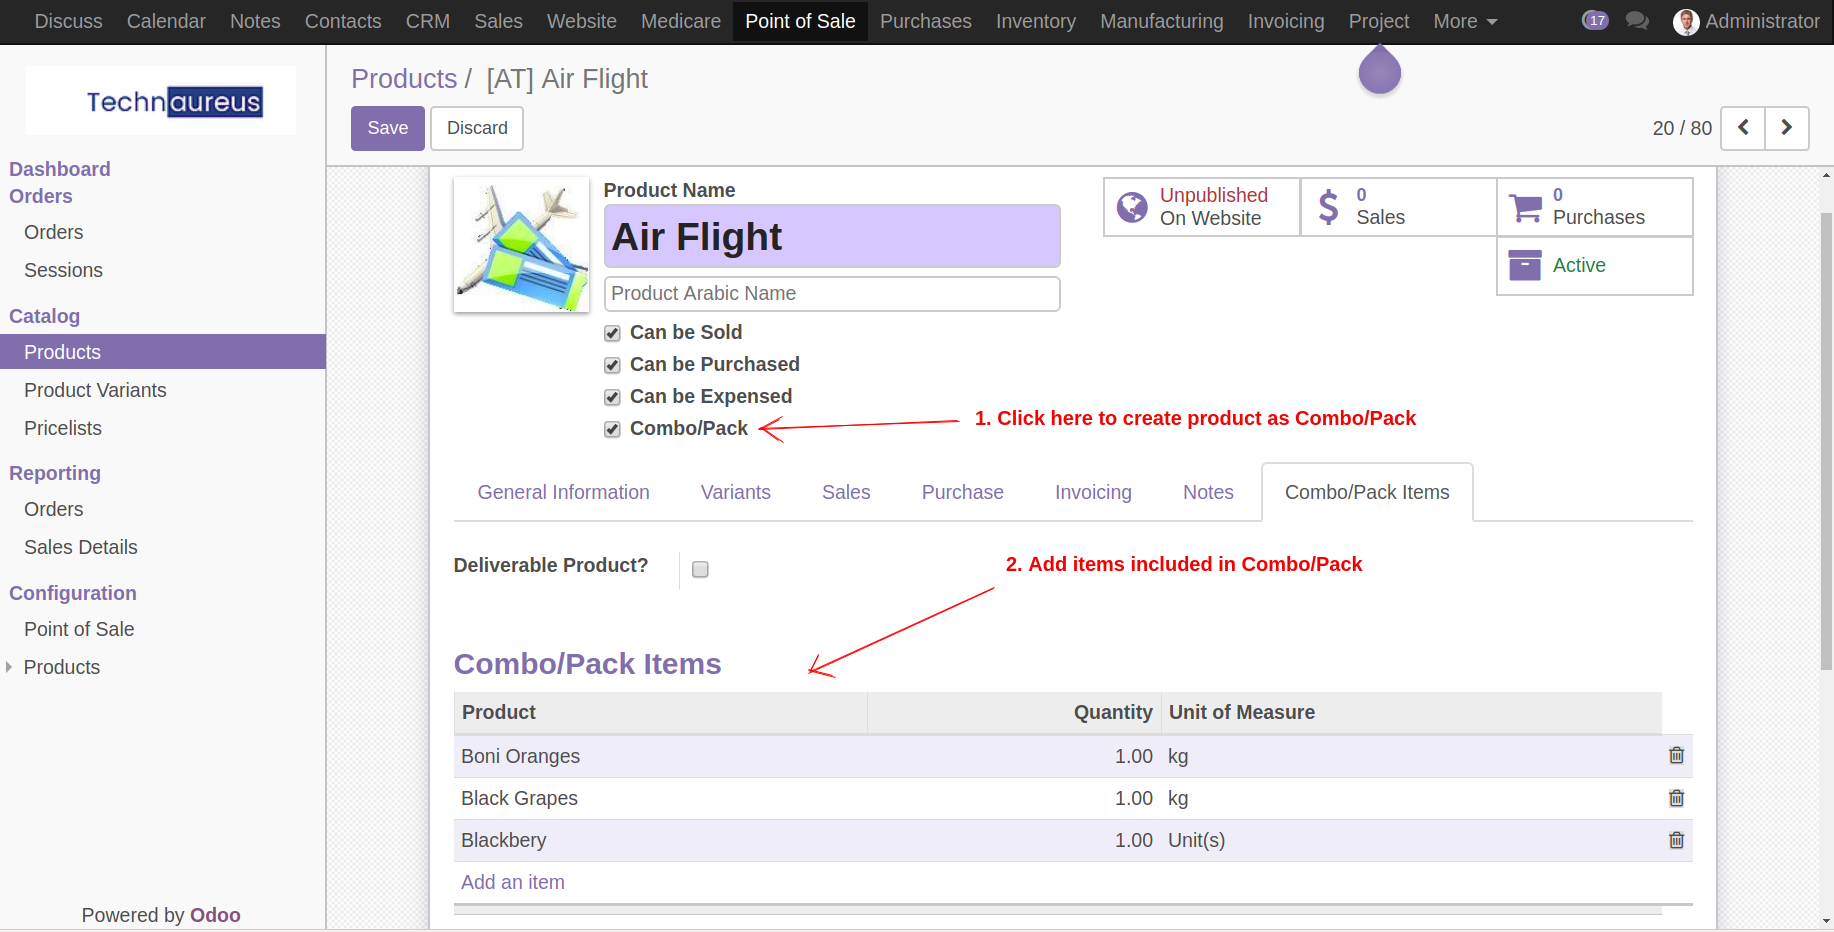 Discuss Calendar Notes Contacts CRM Sales Website Medicare Point of Sale Purchases Inventory Manufacturing Invoicing Project More 17 Administrator
Technaureus
Dashboard
Orders
Orders
Sessions
Catalog
Products
Product Variants
Pricelists
Reporting
Orders
Sales Details
Configuration
Point of Sale
Products
Powered by Odoo
Products / [AT] Air Flight
Save Discard
20 / 80
Product Name
Air Flight
Product Arabic Name
Unpublished
On Website
0
Sales
0
Purchases
Active
Can be Sold
Can be Purchased
Can be Expensed
Combo/Pack
1. Click here to create product as Combo/Pack
General Information Variants Sales Purchase Invoicing Notes Combo/Pack Items
Deliverable Product?
2. Add items included in Combo/Pack
Combo/Pack Items
Product Quantity Unit of Measure
Boni Oranges 1.00 kg
Black Grapes 1.00 kg
Blackbery 1.00 Unit(s)
Add an item